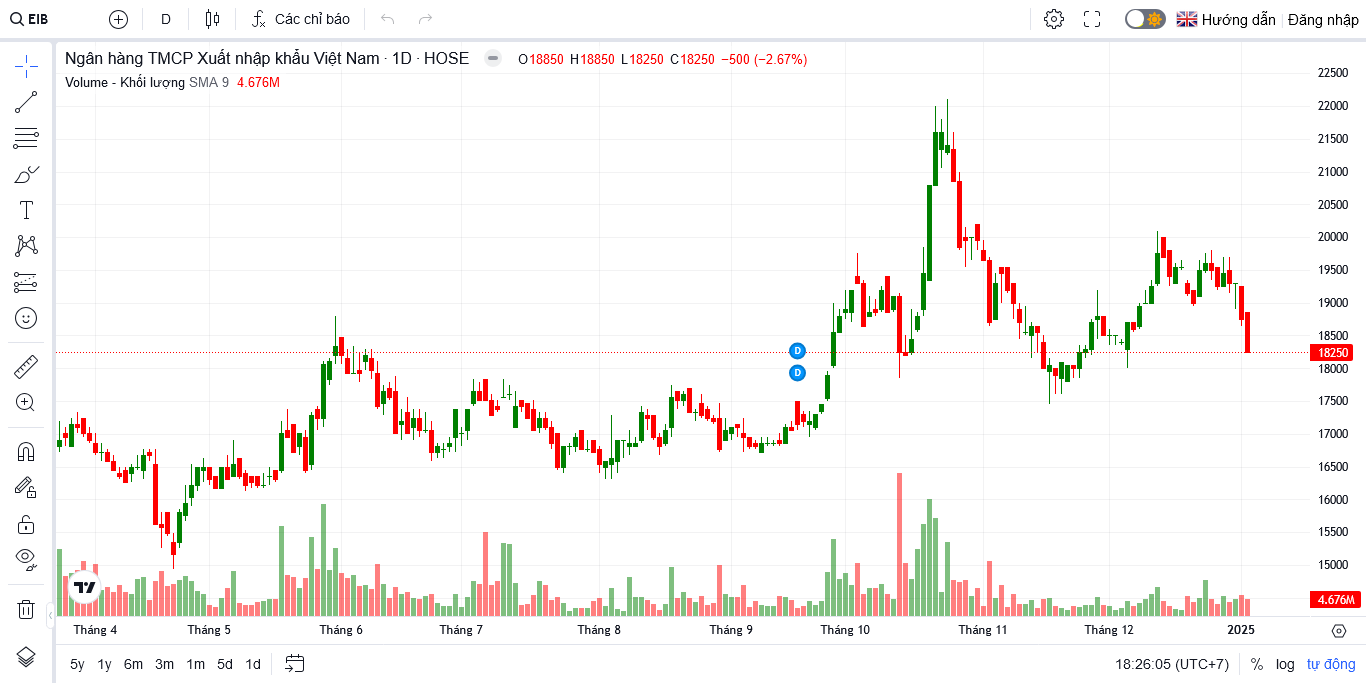 EIB D Các chỉ báo Hướng dẫn Đăng nhập
Ngân hàng TMCP Xuất nhập khẩu Việt Nam · 1D · HOSE O18850 H18850 L18250 C18250 −500 (−2.67%)
Volume - Khối lượng SMA 9 4.676M
22500
22000
21500
21000
20500
20000
19500
19000
18500
18250
18000
17500
17000
16500
16000
15500
15000
4.676M
D
D
Tháng 4 Tháng 5 Tháng 6 Tháng 7 Tháng 8 Tháng 9 Tháng 10 Tháng 11 Tháng 12 2025
5y 1y 6m 3m 1m 5d 1d 18:26:05 (UTC+7) % log tự động